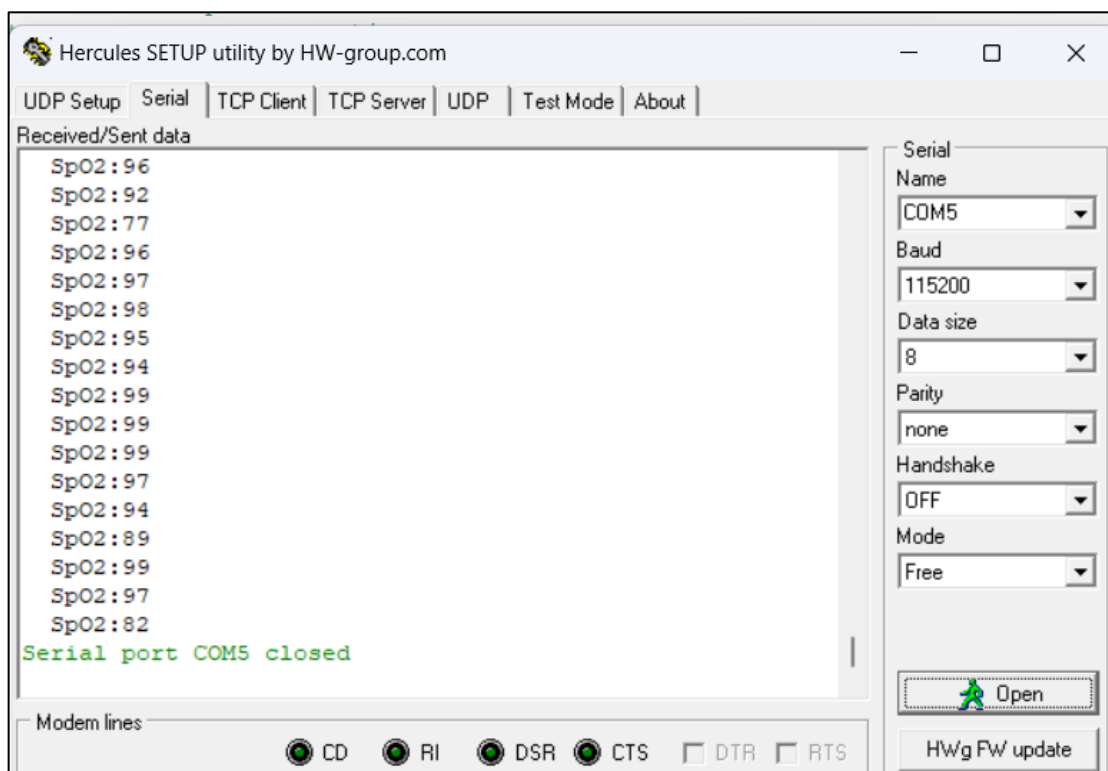 Hercules SETUP utility by HW-group.com
UDP Setup Serial TCP Client TCP Server UDP Test Mode About
Received/Sent data
SpO2:96
SpO2:92
SpO2:77
SpO2:96
SpO2:97
SpO2:98
SpO2:95
SpO2:94
SpO2:99
SpO2:99
SpO2:99
SpO2:97
SpO2:94
SpO2:89
SpO2:99
SpO2:97
SpO2:82
Serial port COM5 closed
Serial
Name
COM5
Baud
115200
Data size
8
Parity
none
Handshake
OFF
Mode
Free
Open
HWg FW update
Modem lines
CD RI DSR CTS DTR RTS